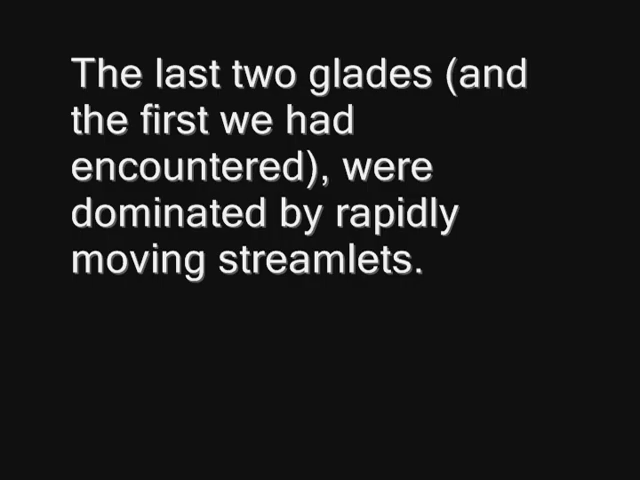 The last two glades (and
the first we had
encountered), were
dominated by rapidly
moving streamlets.